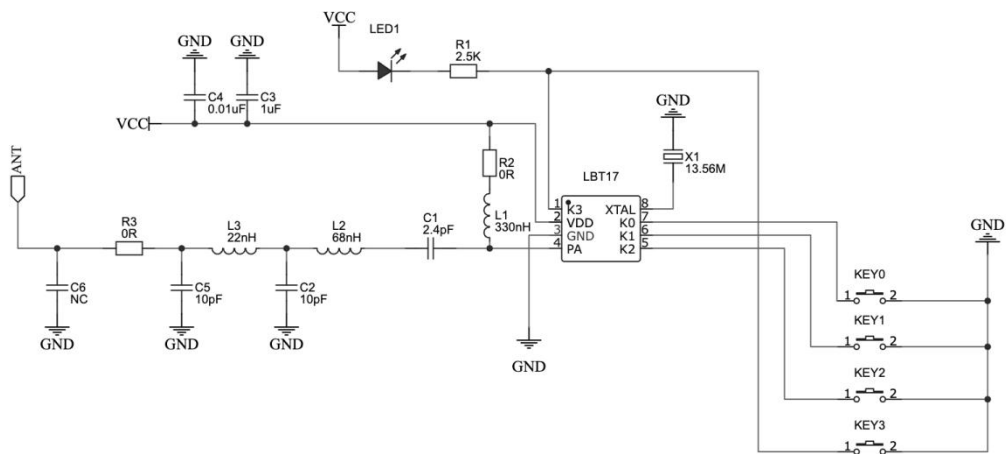 VCC
LED1
R1
2.5K
GND
GND
C4
0.01uF
C3
1uF
VCC
GND
X1
13.56M
ANT
R2
0R
LBT17
R3
0R
L3
22nH
L2
68nH
C1
2.4pF
L1
330nH
1 K3 XTAL 8
2 VDD K0 7
3 GND K1 6
4 PA K2 5
GND
C6
NC
C5
10pF
C2
10pF
GND
GND
GND
GND
KEY0
1 2
KEY1
1 2
KEY2
1 2
KEY3
1 2